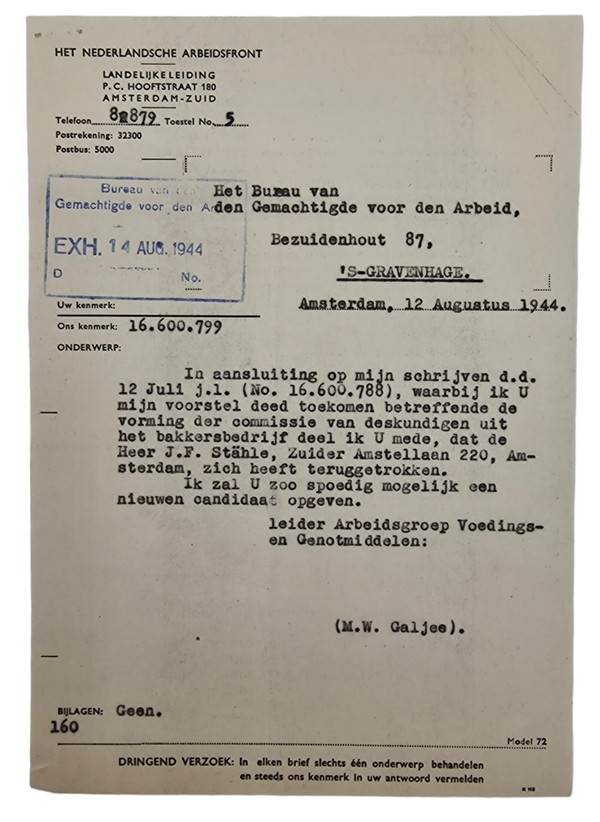 HET NEDERLANDSCHE ARBEIDSFRONT
LANDELIJKE LEIDING
P.C. HOOFTSTRAAT 180
AMSTERDAM-ZUID
Telefoon 82879 Toestel No. 5
Postrekening: 32300
Postbus: 5000
Bureau van den
Gemachtigde voor den
EXH. 14 AUG. 1944
D No.
Het Bureau van
den Gemachtigde voor den Arbeid,
Bezuidenhout 87,
'S-GRAVENHAGE.
Uw kenmerk:
Amsterdam, 12 Augustus 1944.
Ons kenmerk: 16.600.799
ONDERWERP:
In aansluiting op mijn schrijven d.d.
12 Juli j.l. (No. 16.600.788), waarbij ik U
mijn voorstel deed toekomen betreffende de
vorming der commissie van deskundigen uit
het bakkersbedrijf deel ik U mede, dat de
Heer J.F. Stähle, Zuider Amstellaan 220, Am-
sterdam, zich heeft teruggetrokken.
Ik zal U zoo spoedig mogelijk een
nieuwen candidaat opgeven.
leider Arbeidsgroep Voedings-
en Genotmiddelen:
(M.W. Galjee).
BIJLAGEN: Geen.
160
Model 72
DRINGEND VERZOEK: In elken brief slechts één onderwerp behandelen
en steeds ons kenmerk in uw antwoord vermelden